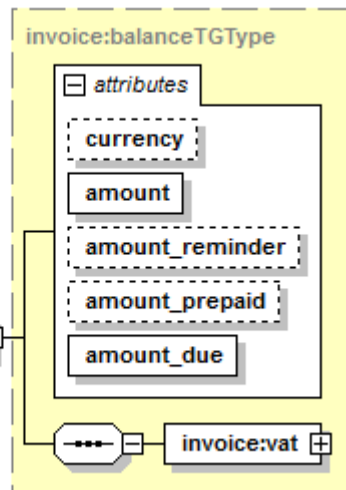 invoice:balanceTGType
attributes
currency
amount
amount_reminder
amount_prepaid
amount_due
invoice:vat